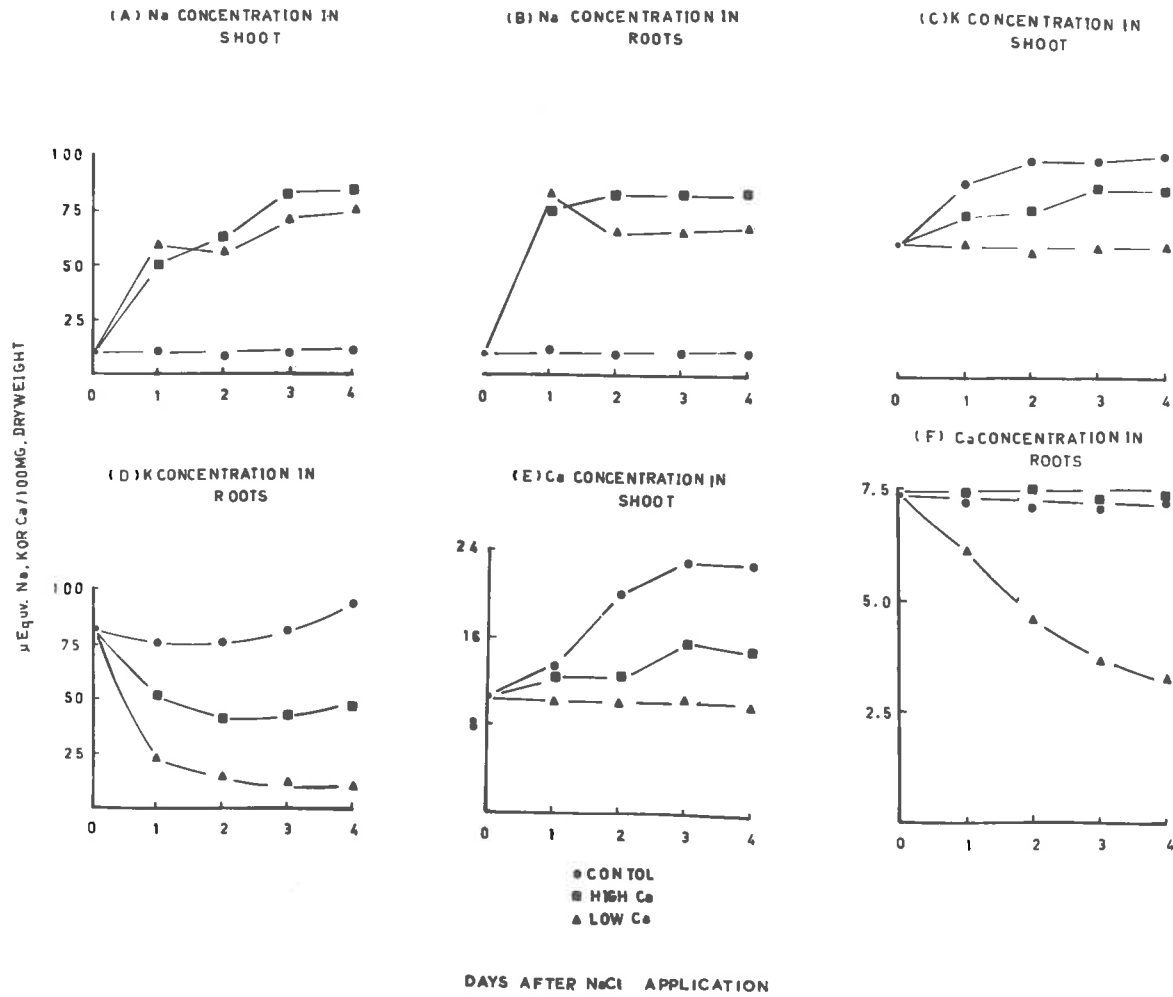 (A) Na CONCENTRATION IN
SHOOT
(B) Na CONCENTRATION IN
ROOTS
(C) K CONCENTRATION IN
SHOOT
100
75
50
25
0 1 2 3 4
0 1 2 3 4
0 1 2 3 4
µ Equv. Na, K OR Ca/100MG. DRY WEIGHT
(D) K CONCENTRATION IN
ROOTS
(E) Ca CONCENTRATION IN
SHOOT
(F) Ca CONCENTRATION IN
ROOTS
100
75
50
25
0 1 2 3 4
24
16
8
0 1 2 3 4
7.5
5.0
2.5
0 1 2 3 4
CONTOL
HIGH Ca
LOW Ca
DAYS AFTER NaCl APPLICATION